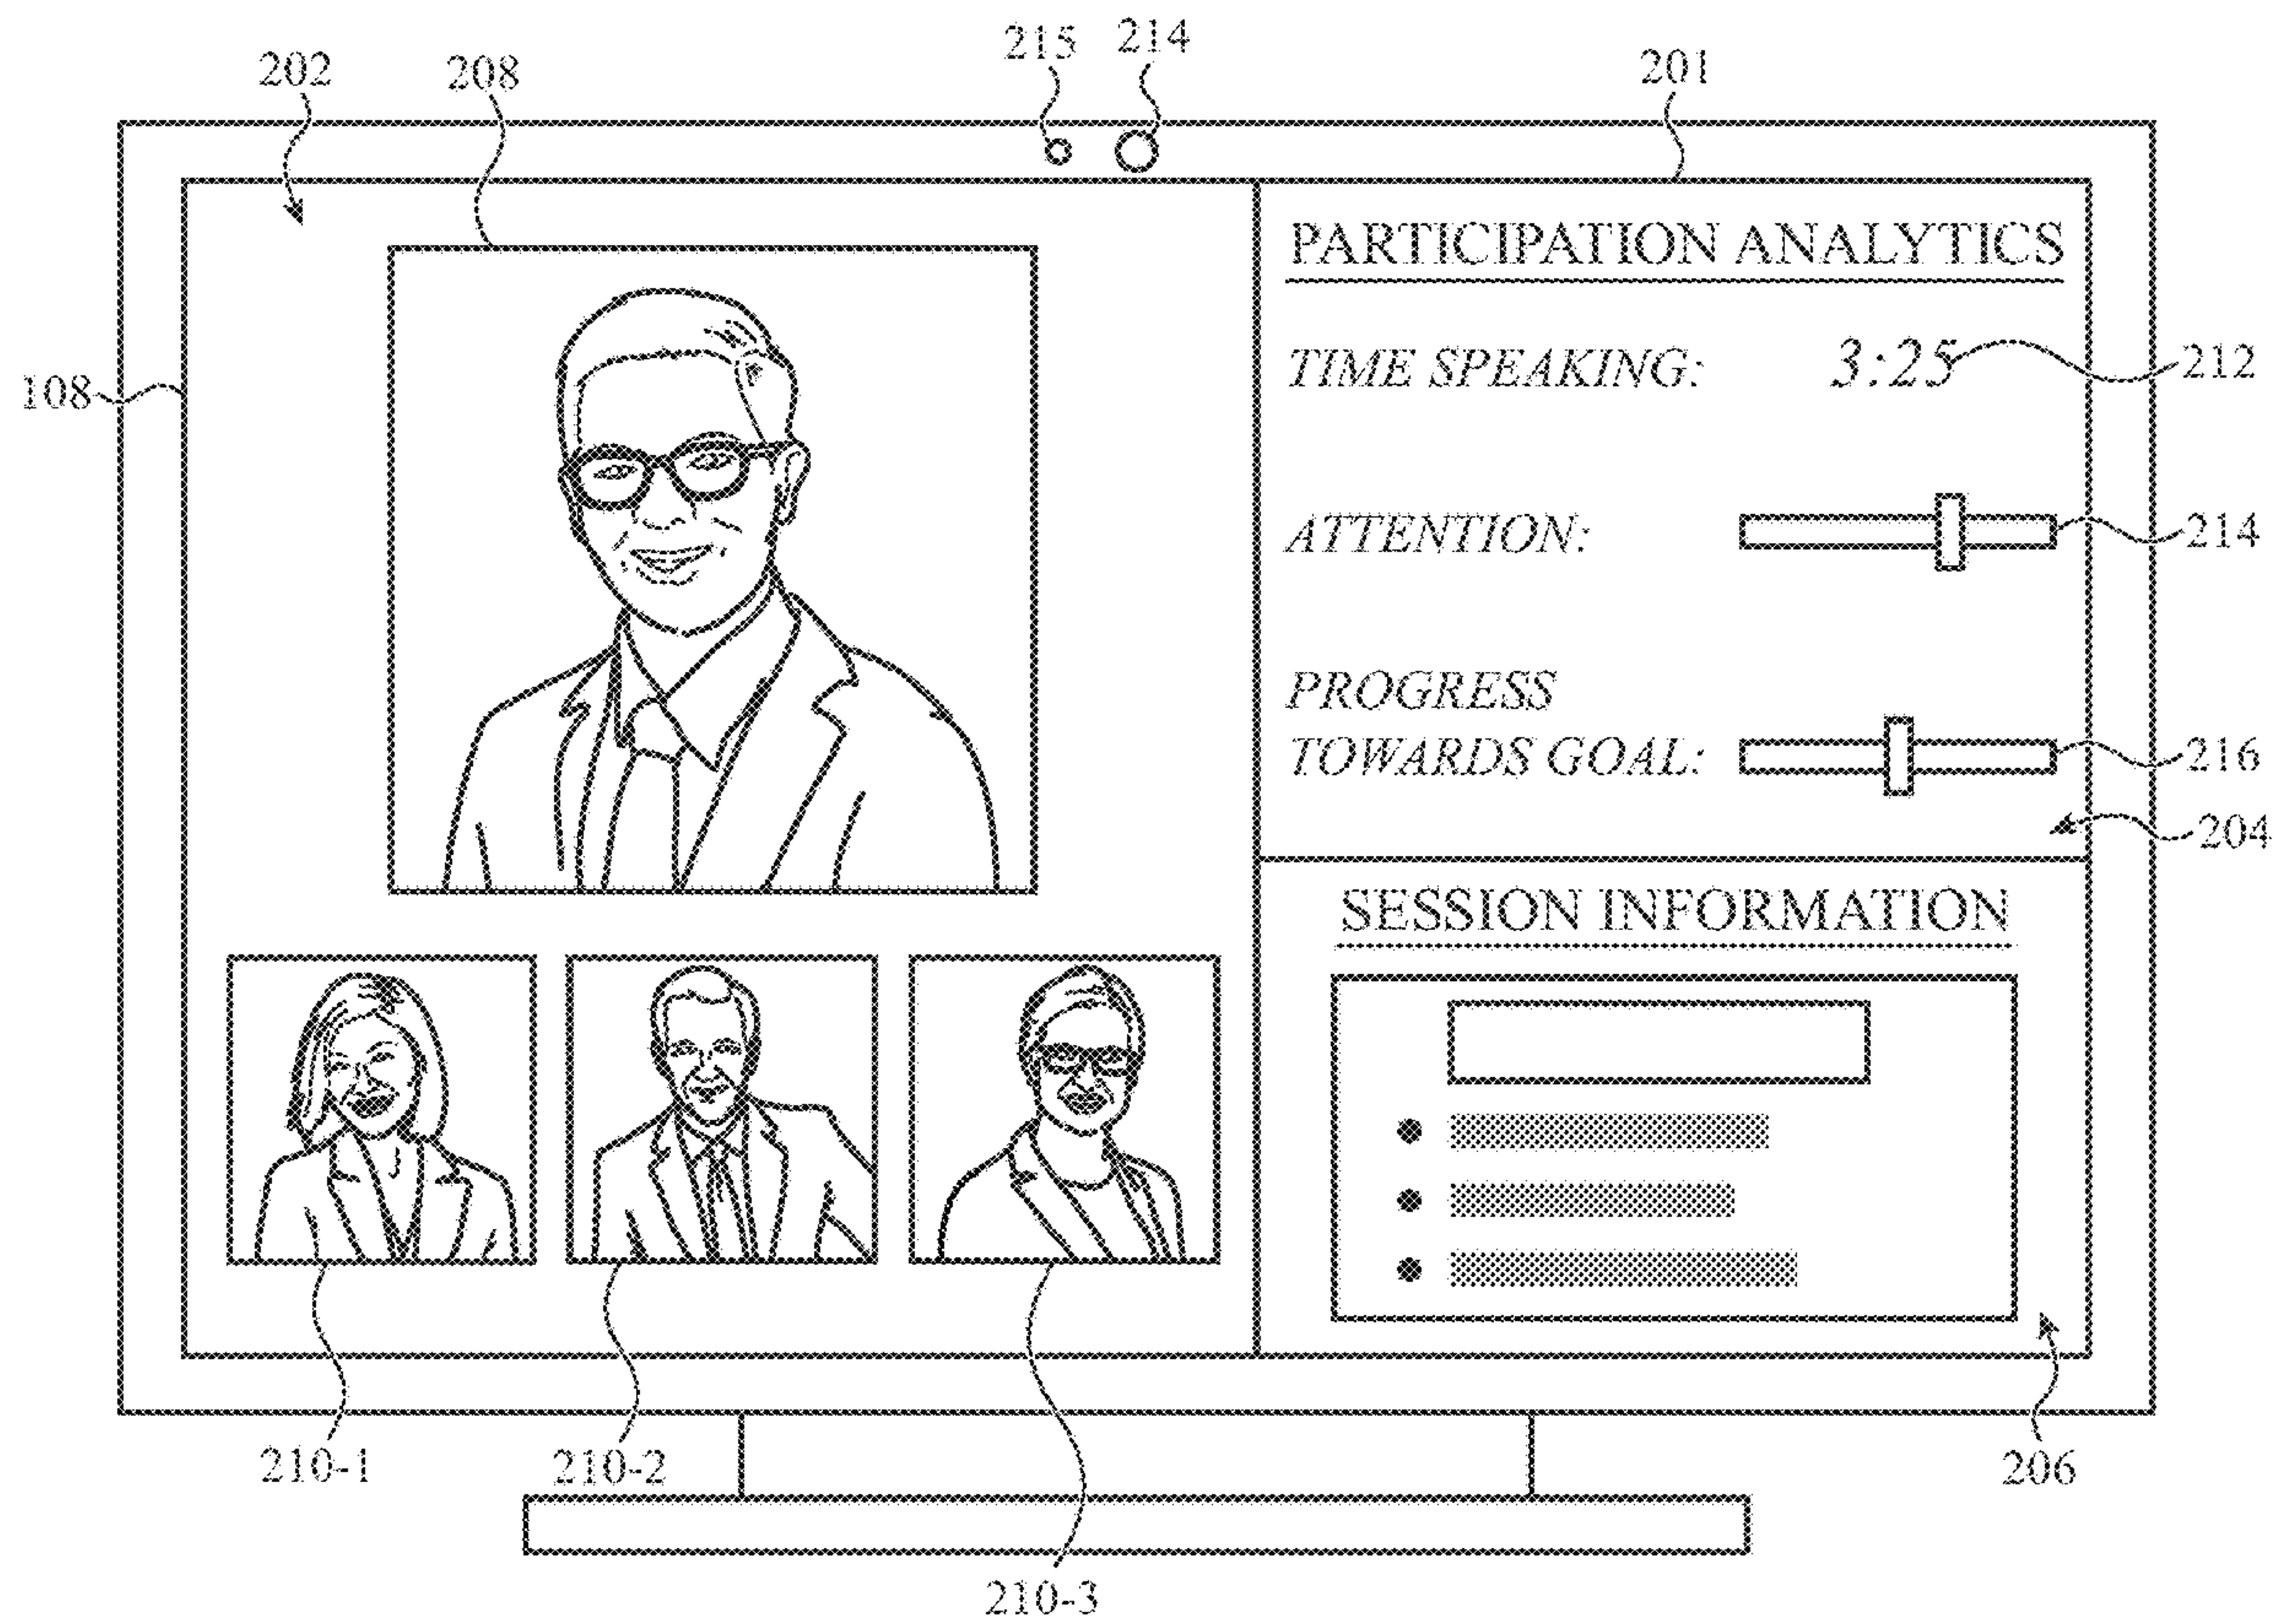 215 214
202 208 201
PARTICIPATION ANALYTICS
TIME SPEAKING: 3:25 212
108
ATTENTION: 214
PROGRESS
TOWARDS GOAL: 216
204
SESSION INFORMATION
210-1 210-2 206
210-3